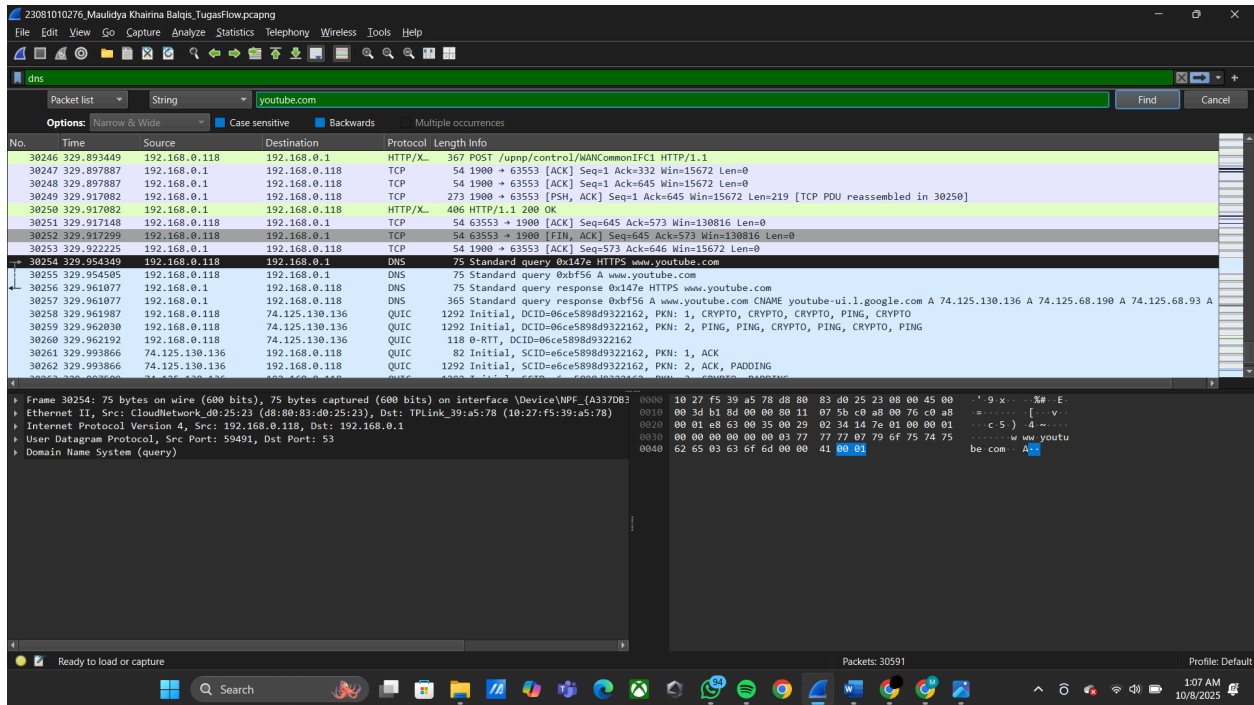 23081010276_Maulidya Khairina Balqis_TugasFlow.pcapng
File Edit View Go Capture Analyze Statistics Telephony Wireless Tools Help
dns
Packet list String youtube.com Find Cancel
Options: Narrow & Wide Case sensitive Backwards Multiple occurrences
No. Time Source Destination Protocol Length Info
30246 329.893449 192.168.0.118 192.168.0.1 HTTP/X… 367 POST /upnp/control/WANCommonIFC1 HTTP/1.1
30247 329.897887 192.168.0.1 192.168.0.118 TCP 54 1900 → 63553 [ACK] Seq=1 Ack=332 Win=15672 Len=0
30248 329.897887 192.168.0.1 192.168.0.118 TCP 54 1900 → 63553 [ACK] Seq=1 Ack=645 Win=15672 Len=0
30249 329.917082 192.168.0.1 192.168.0.118 TCP 273 1900 → 63553 [PSH, ACK] Seq=1 Ack=645 Win=15672 Len=219 [TCP PDU reassembled in 30250]
30250 329.917082 192.168.0.1 192.168.0.118 HTTP/X… 406 HTTP/1.1 200 OK
30251 329.917148 192.168.0.118 192.168.0.1 TCP 54 63553 → 1900 [ACK] Seq=645 Ack=573 Win=130816 Len=0
30252 329.917299 192.168.0.118 192.168.0.1 TCP 54 63553 → 1900 [FIN, ACK] Seq=645 Ack=573 Win=130816 Len=0
30253 329.922225 192.168.0.1 192.168.0.118 TCP 54 1900 → 63553 [ACK] Seq=573 Ack=646 Win=15672 Len=0
30254 329.954349 192.168.0.118 192.168.0.1 DNS 75 Standard query 0x147e HTTPS www.youtube.com
30255 329.954505 192.168.0.118 192.168.0.1 DNS 75 Standard query 0xbf56 A www.youtube.com
30256 329.961077 192.168.0.1 192.168.0.118 DNS 75 Standard query response 0x147e HTTPS www.youtube.com
30257 329.961077 192.168.0.1 192.168.0.118 DNS 365 Standard query response 0xbf56 A www.youtube.com CNAME youtube-ui.l.google.com A 74.125.130.136 A 74.125.68.190 A 74.125.68.93 A
30258 329.961987 192.168.0.118 74.125.130.136 QUIC 1292 Initial, DCID=06ce5898d9322162, PKN: 1, CRYPTO, CRYPTO, CRYPTO, PING, CRYPTO
30259 329.962030 192.168.0.118 74.125.130.136 QUIC 1292 Initial, DCID=06ce5898d9322162, PKN: 2, PING, PING, CRYPTO, PING, CRYPTO, PING
30260 329.962192 192.168.0.118 74.125.130.136 QUIC 118 0-RTT, DCID=06ce5898d9322162
30261 329.993866 74.125.130.136 192.168.0.118 QUIC 82 Initial, SCID=e6ce5898d9322162, PKN: 1, ACK
30262 329.993866 74.125.130.136 192.168.0.118 QUIC 1292 Initial, SCID=e6ce5898d9322162, PKN: 2, ACK, PADDING
Frame 30254: 75 bytes on wire (600 bits), 75 bytes captured (600 bits) on interface \Device\NPF_{A337DB3
Ethernet II, Src: CloudNetwork_d0:25:23 (d8:80:83:d0:25:23), Dst: TPLink_39:a5:78 (10:27:f5:39:a5:78)
Internet Protocol Version 4, Src: 192.168.0.118, Dst: 192.168.0.1
User Datagram Protocol, Src Port: 59491, Dst Port: 53
Domain Name System (query)
0000 10 27 f5 39 a5 78 d8 80 83 d0 25 23 08 00 45 00 ·'·9·x·· ··%#··E·
0010 00 3d b1 8d 00 00 80 11 07 5b c0 a8 00 76 c0 a8 ·=······ ·[···v··
0020 00 01 e8 63 00 35 00 29 02 34 14 7e 01 00 00 01 ···c·5·) ·4·~····
0030 00 00 00 00 00 00 03 77 77 77 07 79 6f 75 74 75 ·······w ww·youtu
0040 62 65 03 63 6f 6d 00 00 41 00 01 be·com·· A··
Ready to load or capture Packets: 30591 Profile: Default
Search 94 M 1:07 AM
10/8/2025